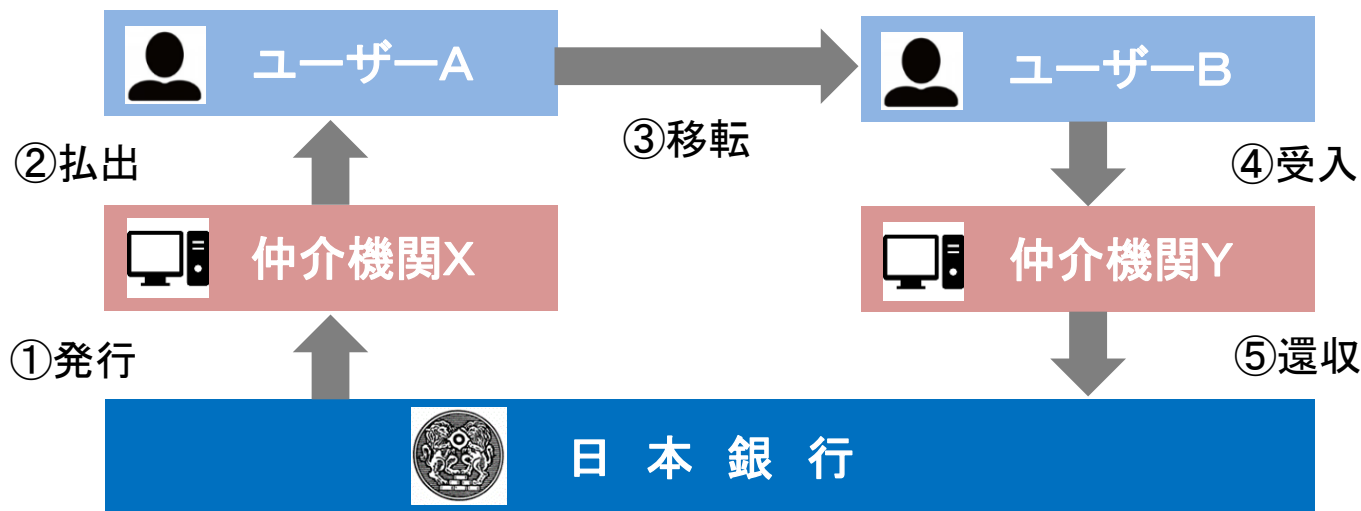 ユーザーA
ユーザーB
③移転
②払出
④受入
仲介機関X
仲介機関Y
①発行
⑤還収
日本銀行